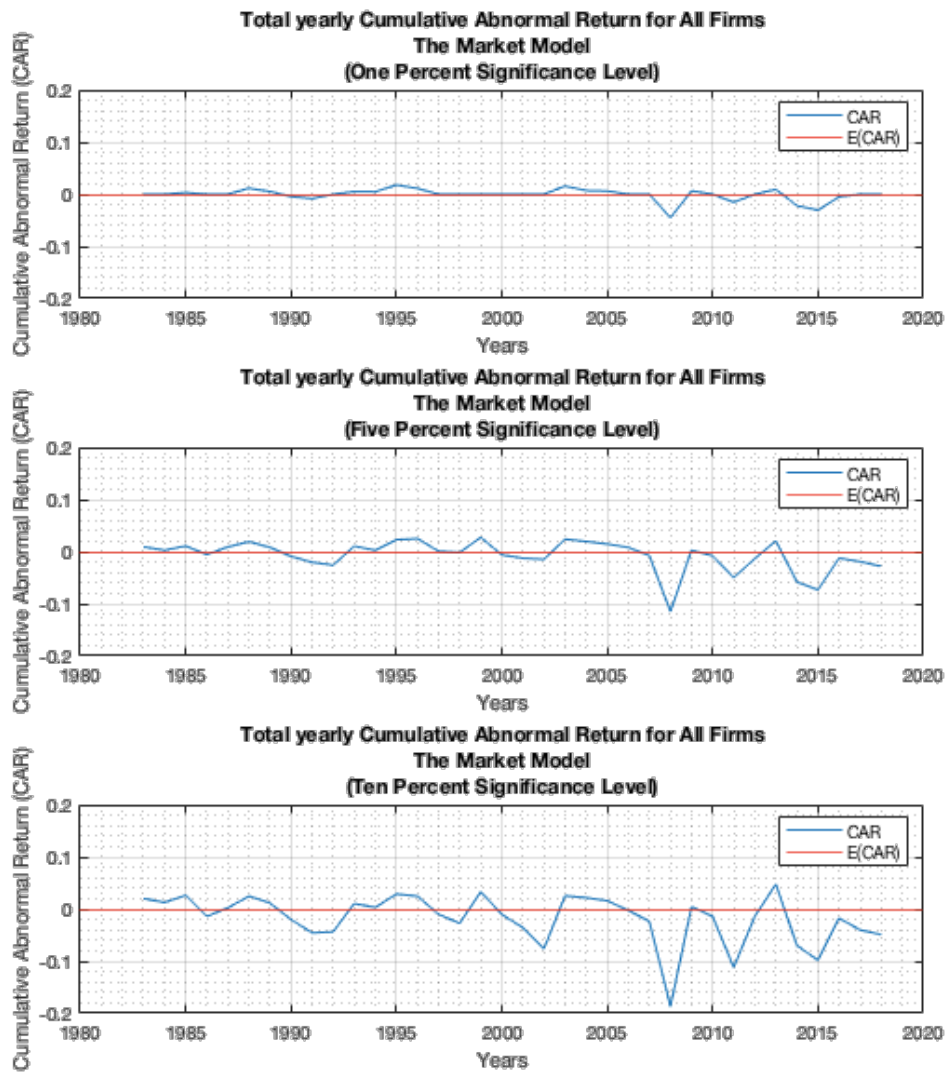 Total yearly Cumulative Abnormal Return for All Firms
The Market Model
(One Percent Significance Level)
Cumulative Abnormal Return (CAR)
0.2
0.1
0
-0.1
-0.2
CAR
E(CAR)
1980 1985 1990 1995 2000 2005 2010 2015 2020
Years
Total yearly Cumulative Abnormal Return for All Firms
The Market Model
(Five Percent Significance Level)
Cumulative Abnormal Return (CAR)
0.2
0.1
0
-0.1
-0.2
CAR
E(CAR)
1980 1985 1990 1995 2000 2005 2010 2015 2020
Years
Total yearly Cumulative Abnormal Return for All Firms
The Market Model
(Ten Percent Significance Level)
Cumulative Abnormal Return (CAR)
0.2
0.1
0
-0.1
-0.2
CAR
E(CAR)
1980 1985 1990 1995 2000 2005 2010 2015 2020
Years